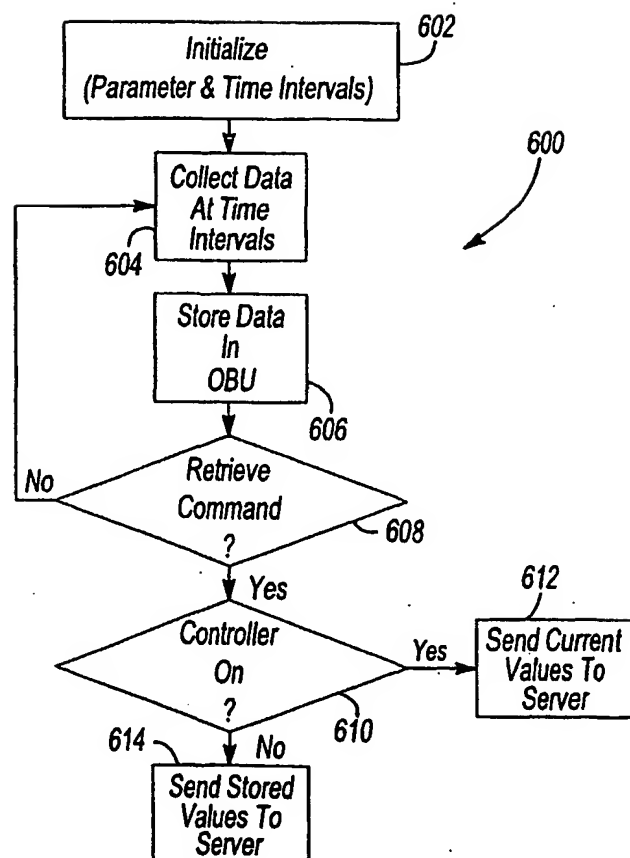 602
Initialize
(Parameter & Time Intervals)
600
Collect Data
At Time
Intervals
604
Store Data
In
OBU
606
No
Retrieve
Command
?
608
Yes
612
Controller
On
?
Yes
Send Current
Values To
Server
610
614
No
Send Stored
Values To
Server